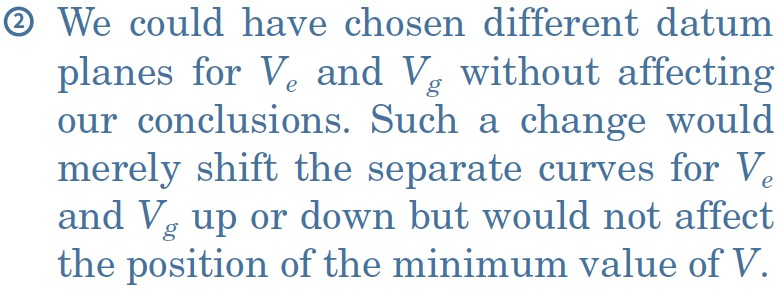 ② We could have chosen different datum
planes for Vₑ and V_g without affecting
our conclusions. Such a change would
merely shift the separate curves for Vₑ
and V_g up or down but would not affect
the position of the minimum value of V.